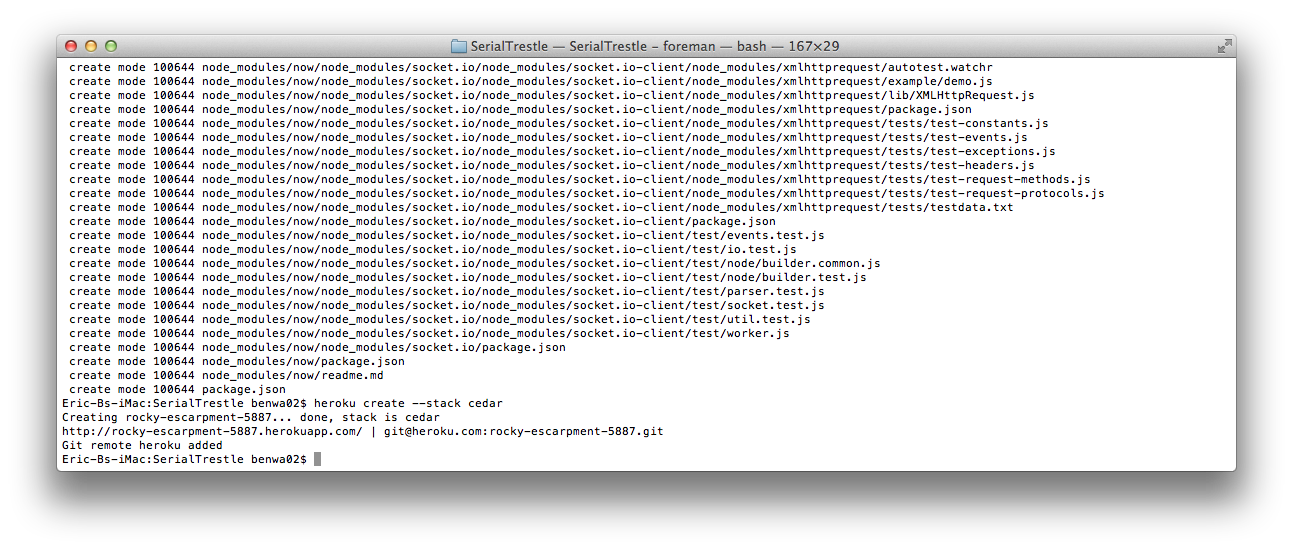 SerialTrestle — SerialTrestle – foreman — bash — 167×29
create mode 100644 node_modules/now/node_modules/socket.io/node_modules/socket.io-client/node_modules/xmlhttprequest/autotest.watchr
create mode 100644 node_modules/now/node_modules/socket.io/node_modules/socket.io-client/node_modules/xmlhttprequest/example/demo.js
create mode 100644 node_modules/now/node_modules/socket.io/node_modules/socket.io-client/node_modules/xmlhttprequest/lib/XMLHttpRequest.js
create mode 100644 node_modules/now/node_modules/socket.io/node_modules/socket.io-client/node_modules/xmlhttprequest/package.json
create mode 100644 node_modules/now/node_modules/socket.io/node_modules/socket.io-client/node_modules/xmlhttprequest/tests/test-constants.js
create mode 100644 node_modules/now/node_modules/socket.io/node_modules/socket.io-client/node_modules/xmlhttprequest/tests/test-events.js
create mode 100644 node_modules/now/node_modules/socket.io/node_modules/socket.io-client/node_modules/xmlhttprequest/tests/test-exceptions.js
create mode 100644 node_modules/now/node_modules/socket.io/node_modules/socket.io-client/node_modules/xmlhttprequest/tests/test-headers.js
create mode 100644 node_modules/now/node_modules/socket.io/node_modules/socket.io-client/node_modules/xmlhttprequest/tests/test-request-methods.js
create mode 100644 node_modules/now/node_modules/socket.io/node_modules/socket.io-client/node_modules/xmlhttprequest/tests/test-request-protocols.js
create mode 100644 node_modules/now/node_modules/socket.io/node_modules/socket.io-client/node_modules/xmlhttprequest/tests/testdata.txt
create mode 100644 node_modules/now/node_modules/socket.io/node_modules/socket.io-client/package.json
create mode 100644 node_modules/now/node_modules/socket.io/node_modules/socket.io-client/test/events.test.js
create mode 100644 node_modules/now/node_modules/socket.io/node_modules/socket.io-client/test/io.test.js
create mode 100644 node_modules/now/node_modules/socket.io/node_modules/socket.io-client/test/node/builder.common.js
create mode 100644 node_modules/now/node_modules/socket.io/node_modules/socket.io-client/test/node/builder.test.js
create mode 100644 node_modules/now/node_modules/socket.io/node_modules/socket.io-client/test/parser.test.js
create mode 100644 node_modules/now/node_modules/socket.io/node_modules/socket.io-client/test/socket.test.js
create mode 100644 node_modules/now/node_modules/socket.io/node_modules/socket.io-client/test/util.test.js
create mode 100644 node_modules/now/node_modules/socket.io/node_modules/socket.io-client/test/worker.js
create mode 100644 node_modules/now/node_modules/socket.io/package.json
create mode 100644 node_modules/now/package.json
create mode 100644 node_modules/now/readme.md
create mode 100644 package.json
Eric-Bs-iMac:SerialTrestle benwa02$ heroku create --stack cedar
Creating rocky-escarpment-5887... done, stack is cedar
http://rocky-escarpment-5887.herokuapp.com/ | git@heroku.com:rocky-escarpment-5887.git
Git remote heroku added
Eric-Bs-iMac:SerialTrestle benwa02$